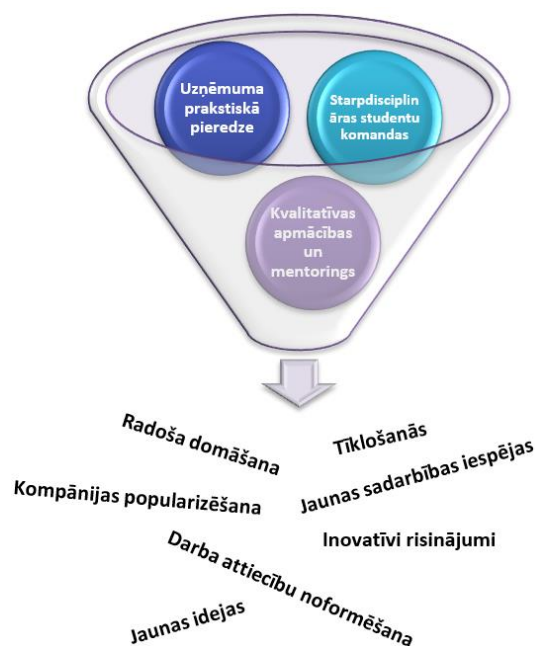 Uzņēmuma
prakstiskā
pieredze
Starpdisciplin
āras studentu
komandas
Kvalitatīvas
apmācības
un
mentorings
Radoša domāšana
Tīklošanās
Kompānijas popularizēšana
Jaunas sadarbības iespējas
Inovatīvi risinājumi
Darba attiecību noformēšana
Jaunas idejas